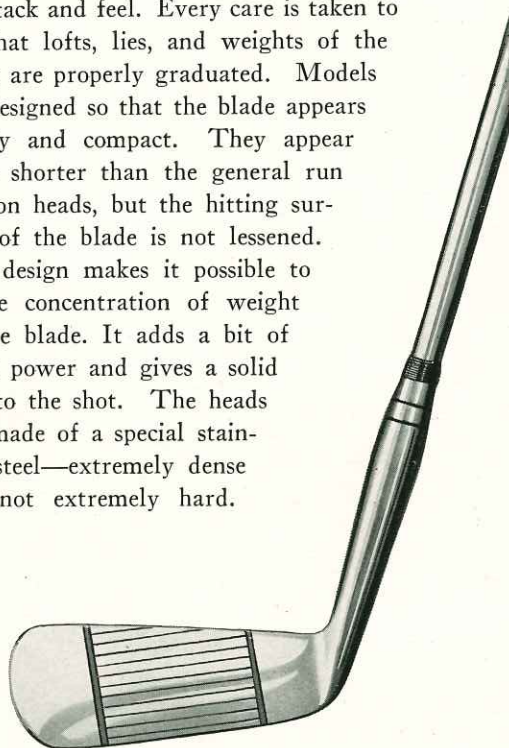 tack and feel. Every care is taken to
hat lofts, lies, and weights of the
are properly graduated. Models
esigned so that the blade appears
y and compact. They appear
shorter than the general run
on heads, but the hitting sur-
of the blade is not lessened.
design makes it possible to
e concentration of weight
e blade. It adds a bit of
power and gives a solid
to the shot. The heads
made of a special stain-
steel—extremely dense
not extremely hard.